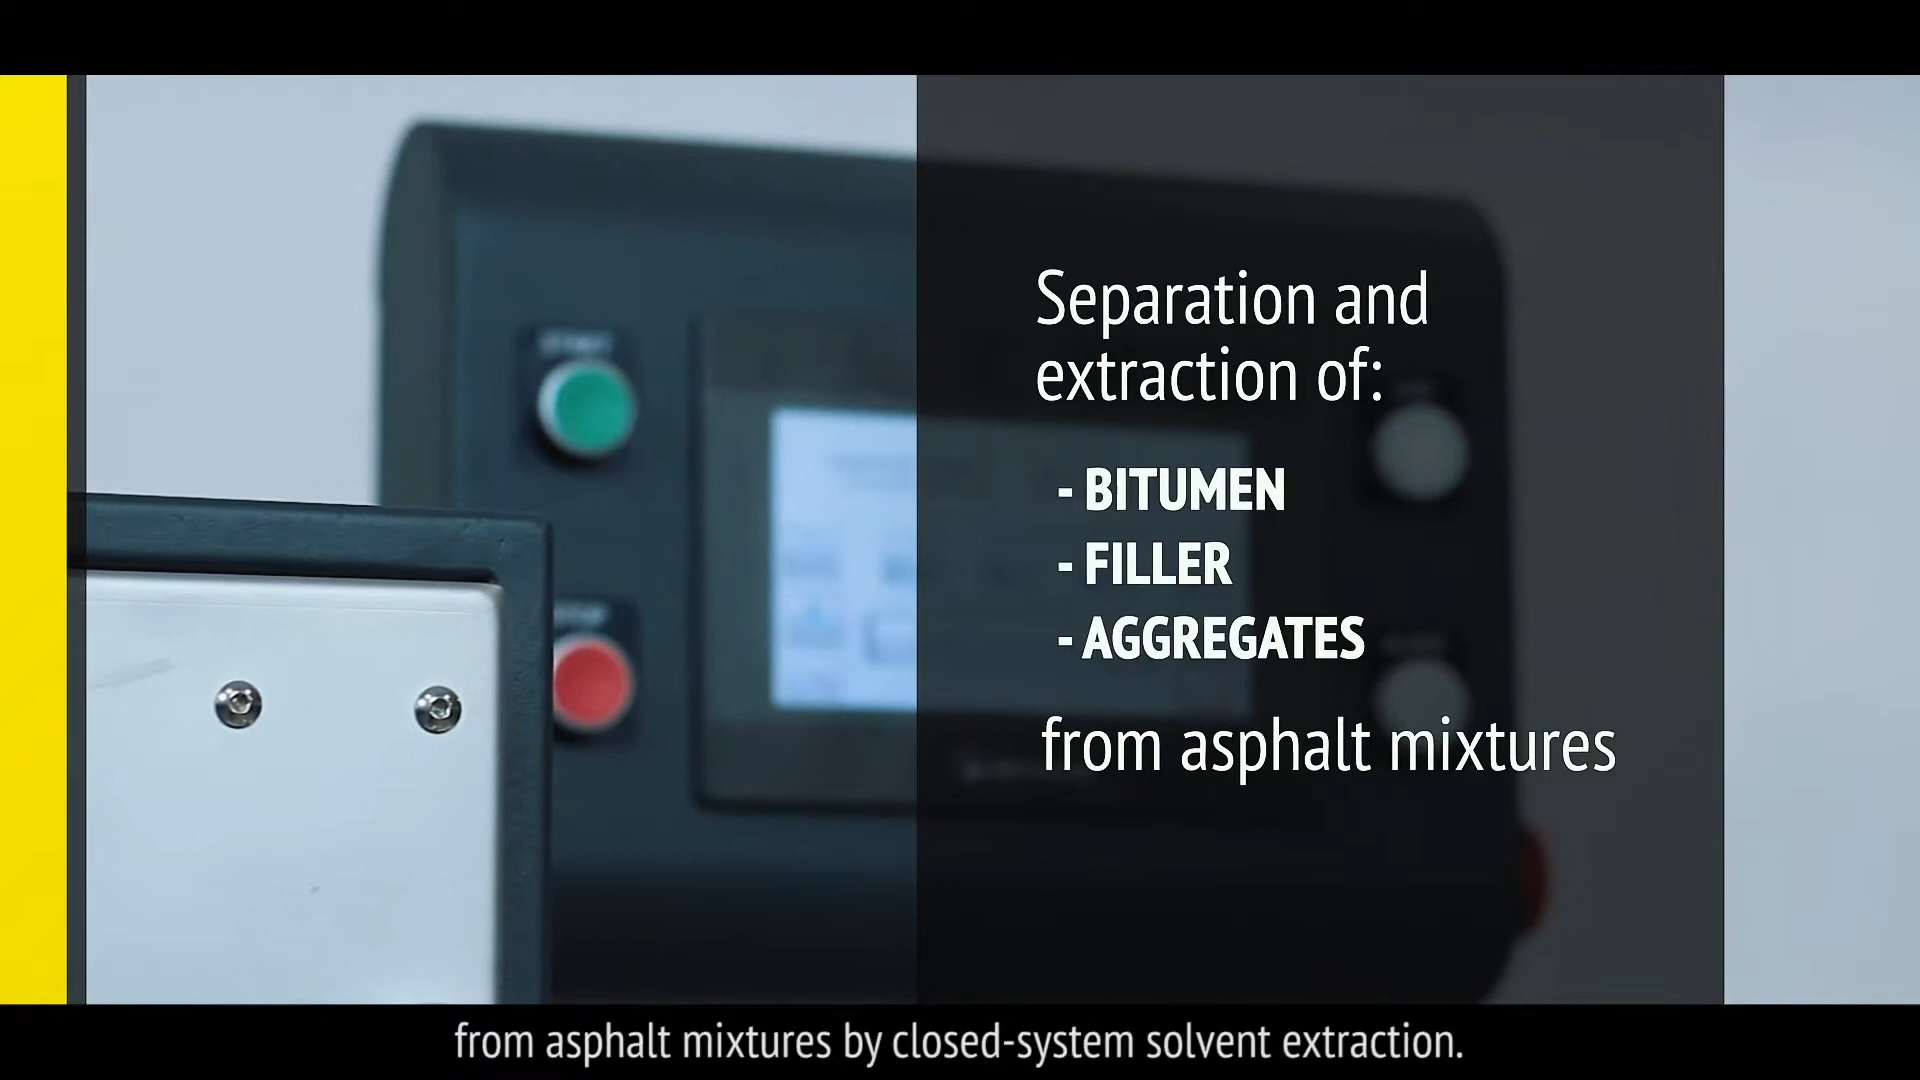 Separation and
extraction of:
- BITUMEN
- FILLER
- AGGREGATES
from asphalt mixtures
from asphalt mixtures by closed-system solvent extraction.